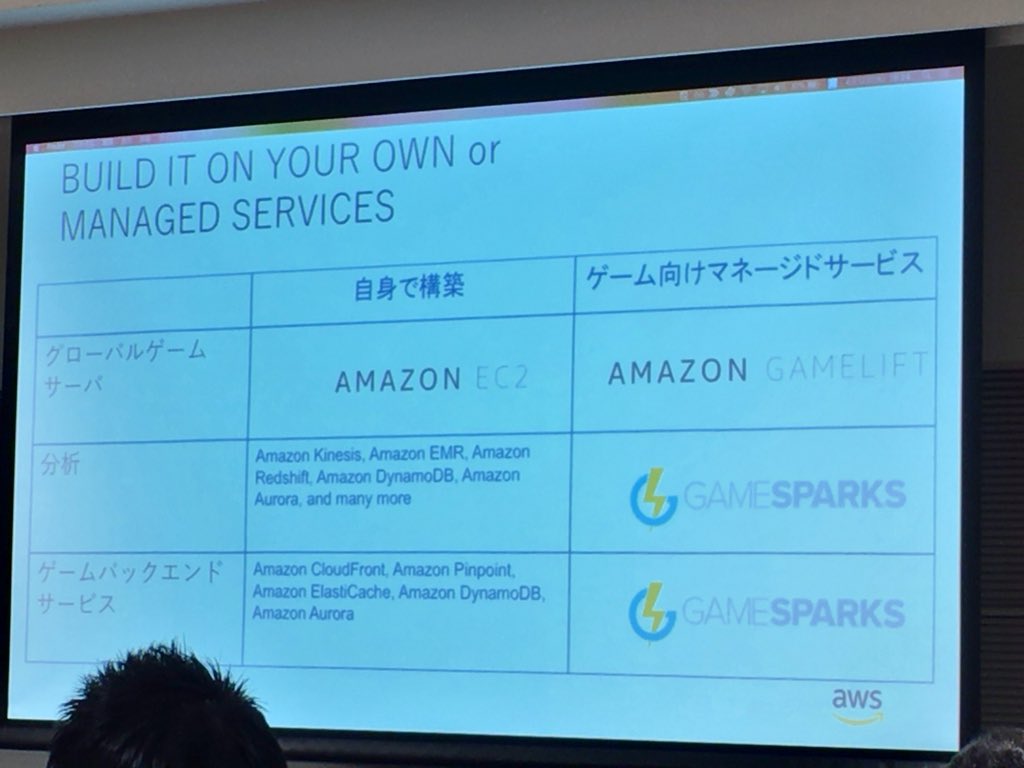 BUILD IT ON YOUR OWN or
MANAGED SERVICES
自身で構築
ゲーム向けマネージドサービス
グローバルゲーム
サーバ
AMAZON EC2
AMAZON GAMELIFT
分析
Amazon Kinesis, Amazon EMR, Amazon
Redshift, Amazon DynamoDB, Amazon
Aurora, and many more
GAMESPARKS
ゲームバックエンド
サービス
Amazon CloudFront, Amazon Pinpoint,
Amazon ElastiCache, Amazon DynamoDB,
Amazon Aurora
GAMESPARKS
aws